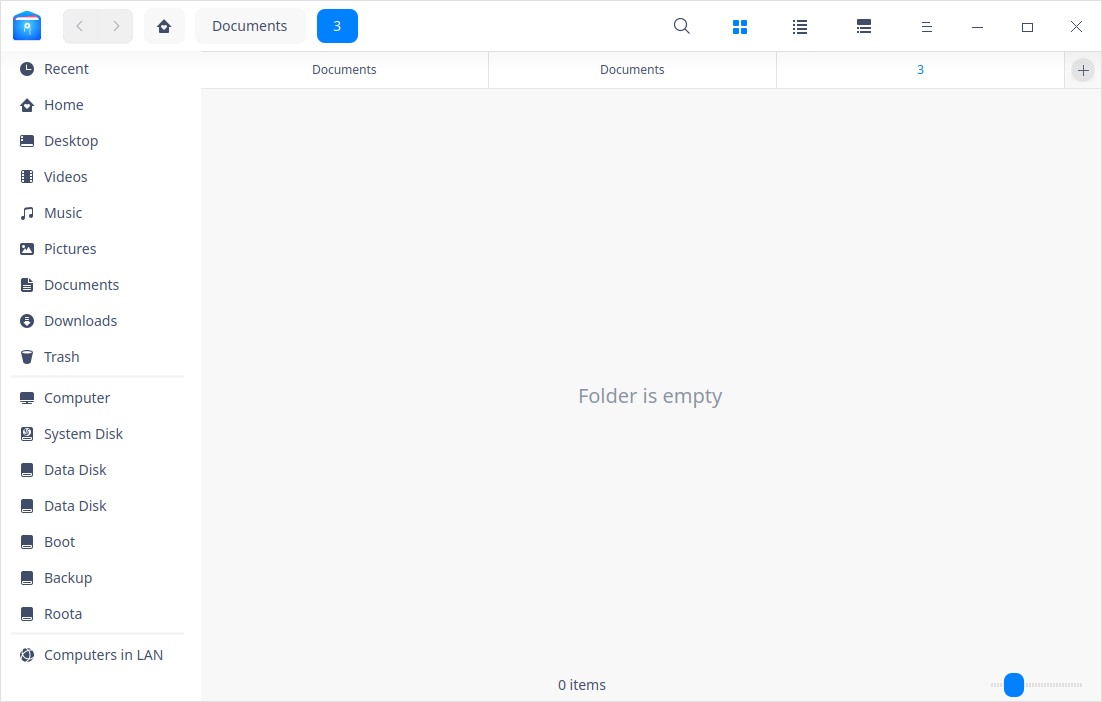 Documents
3
Documents
Documents
3
Recent
Home
Desktop
Videos
Music
Pictures
Documents
Downloads
Trash
Computer
System Disk
Data Disk
Data Disk
Boot
Backup
Roota
Computers in LAN
Folder is empty
0 items